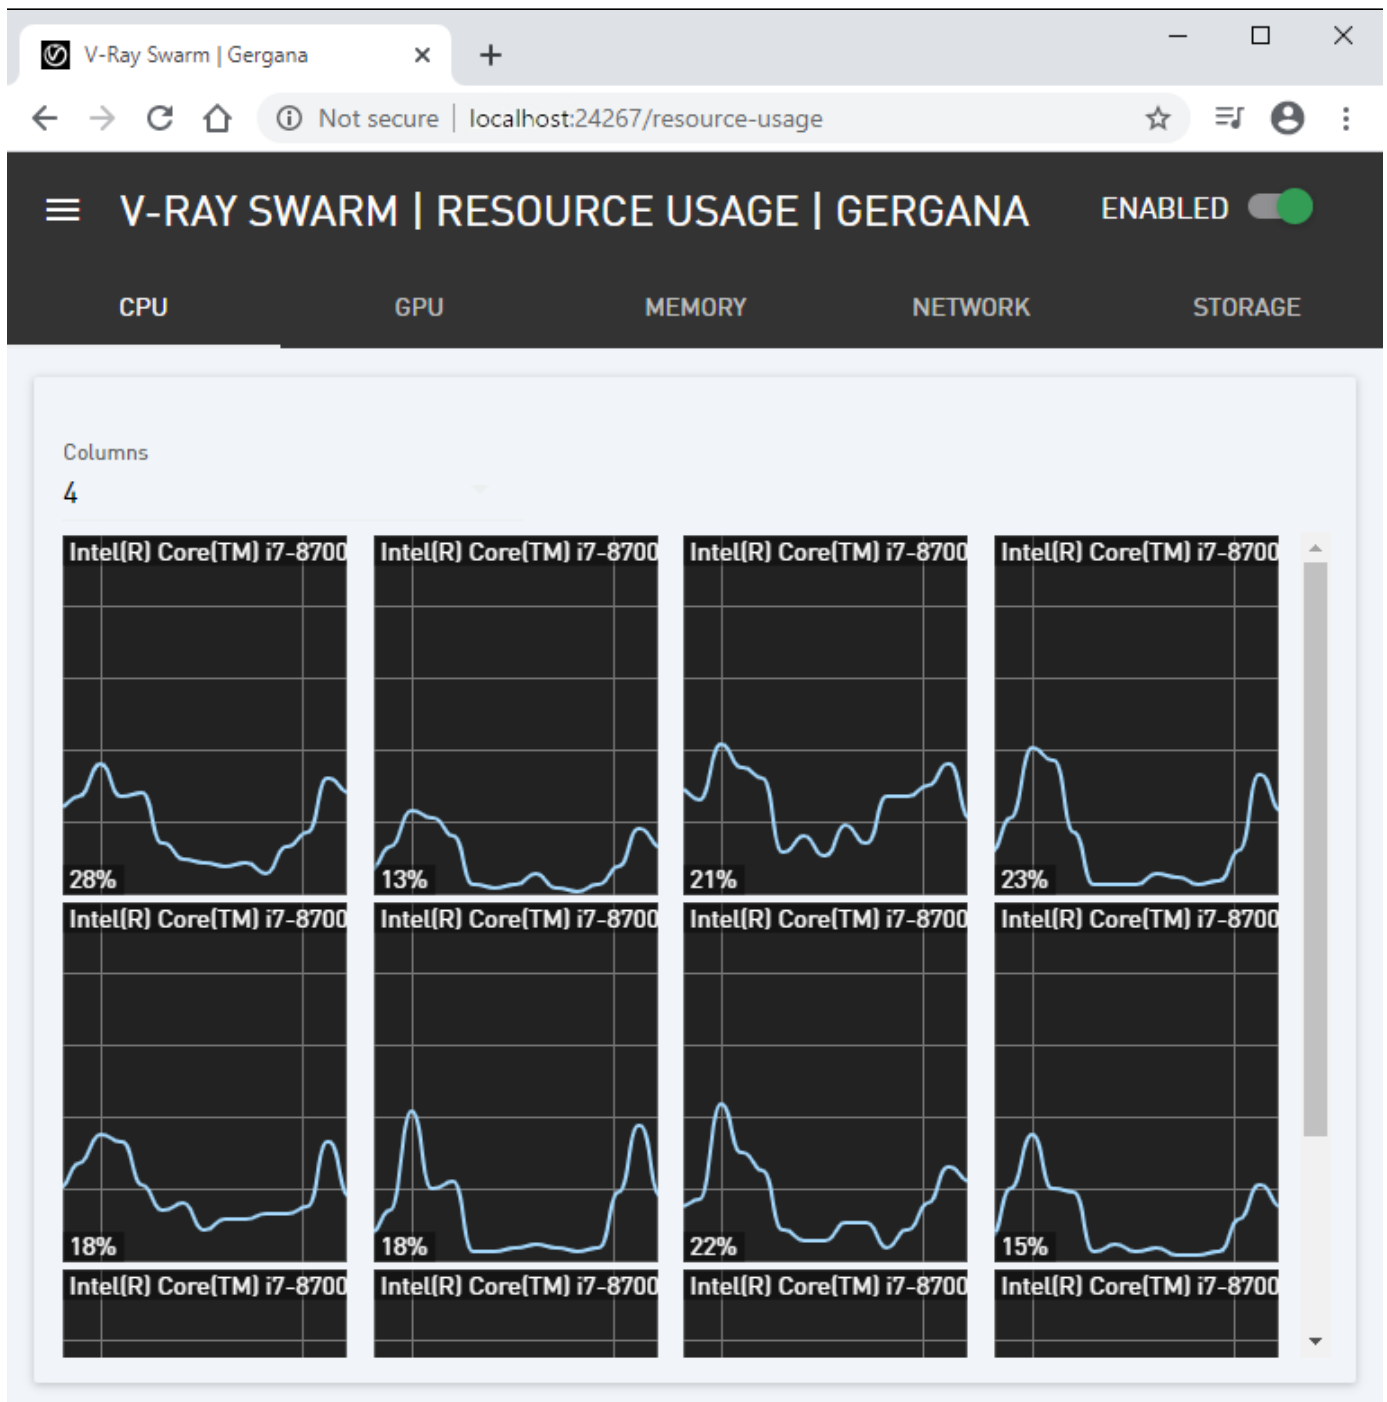 V-Ray Swarm | Gergana
Not secure | localhost:24267/resource-usage
V-RAY SWARM | RESOURCE USAGE | GERGANA ENABLED
CPU GPU MEMORY NETWORK STORAGE
Columns
4
Intel(R) Core(TM) i7-8700 Intel(R) Core(TM) i7-8700 Intel(R) Core(TM) i7-8700 Intel(R) Core(TM) i7-8700
28% 13% 21% 23%
Intel(R) Core(TM) i7-8700 Intel(R) Core(TM) i7-8700 Intel(R) Core(TM) i7-8700 Intel(R) Core(TM) i7-8700
18% 18% 22% 15%
Intel(R) Core(TM) i7-8700 Intel(R) Core(TM) i7-8700 Intel(R) Core(TM) i7-8700 Intel(R) Core(TM) i7-8700